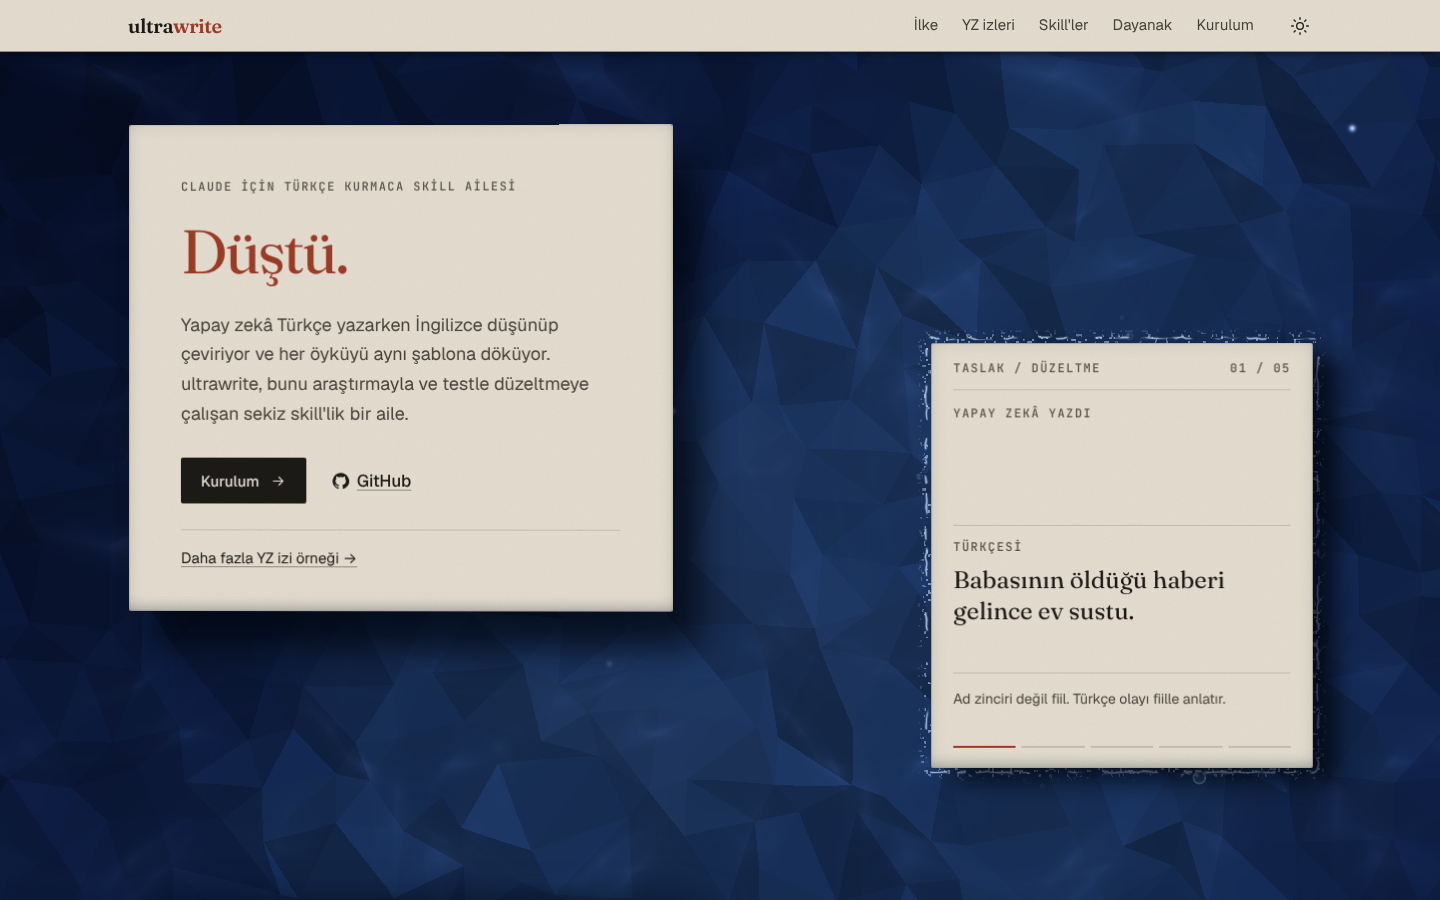 ultrawrite
İlke YZ izleri Skill'ler Dayanak Kurulum
CLAUDE İÇİN TÜRKÇE KURMACA SKİLL AİLESİ
Düştü.
Yapay zekâ Türkçe yazarken İngilizce düşünüp
çeviriyor ve her öyküyü aynı şablona döküyor.
ultrawrite, bunu araştırmayla ve testle düzeltmeye
çalışan sekiz skill'lik bir aile.
Kurulum →
GitHub
Daha fazla YZ izi örneği →
TASLAK / DÜZELTME 01 / 05
YAPAY ZEKÂ YAZDI
TÜRKÇESİ
Babasının öldüğü haberi
gelince ev sustu.
Ad zinciri değil fiil. Türkçe olayı fiille anlatır.